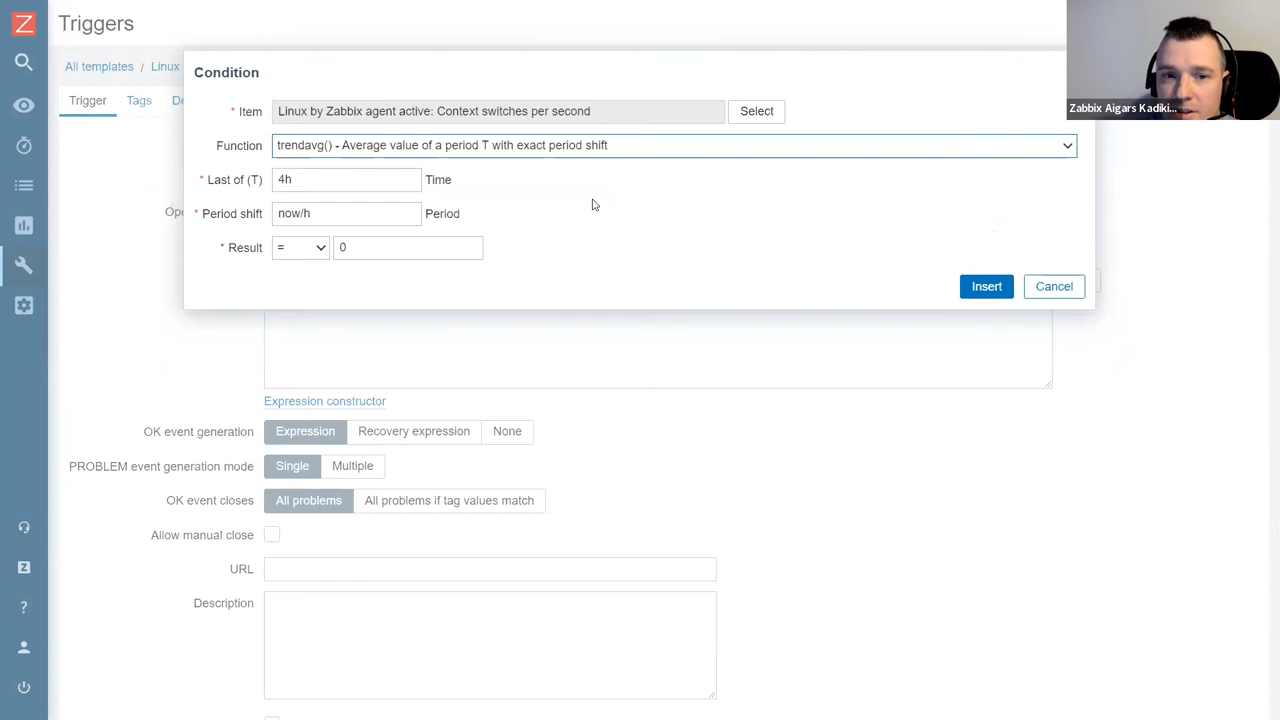 Z
Triggers
All templates / Linux
Trigger Tags De
Ope
Condition
* Item Linux by Zabbix agent active: Context switches per second Select
Function trendavg() - Average value of a period T with exact period shift
* Last of (T) 4h Time
* Period shift now/h Period
* Result = 0
Insert Cancel
Expression constructor
OK event generation Expression Recovery expression None
PROBLEM event generation mode Single Multiple
OK event closes All problems All problems if tag values match
Allow manual close
URL
Description
Z
?
Zabbix Aigars Kadiki...